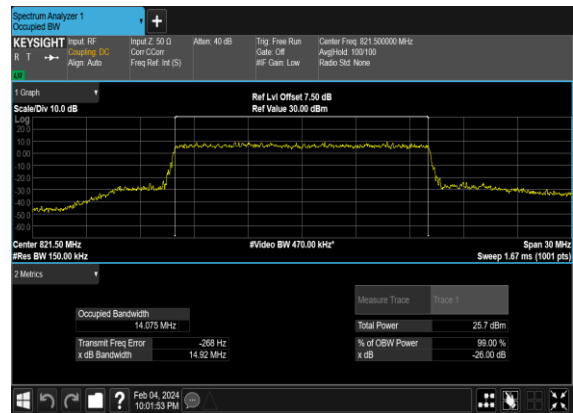 Spectrum Analyzer 1
Occupied BW
KEYSIGHT Input: RF Input Z: 50 Ω Atten: 40 dB Trig: Free Run Center Freq: 821.500000 MHz
R T Coupling: DC Corr CCorr Gate: Off Avg|Hold: 100/100
Align: Auto Freq Ref: Int (S) #IF Gain: Low Radio Std: None
1 Graph
Ref Lvl Offset 7.50 dB
Scale/Div 10.0 dB Ref Value 30.00 dBm
Log
20.0
10.0
0.00
-10.0
-20.0
-30.0
-40.0
-50.0
-60.0
Center 821.50 MHz #Video BW 470.00 kHz* Span 30 MHz
#Res BW 150.00 kHz Sweep 1.67 ms (1001 pts)
2 Metrics
Measure Trace Trace 1
Occupied Bandwidth
14.075 MHz Total Power 25.7 dBm
Transmit Freq Error -268 Hz % of OBW Power 99.00 %
x dB Bandwidth 14.92 MHz x dB -26.00 dB
? Feb 04, 2024
10:01:53 PM